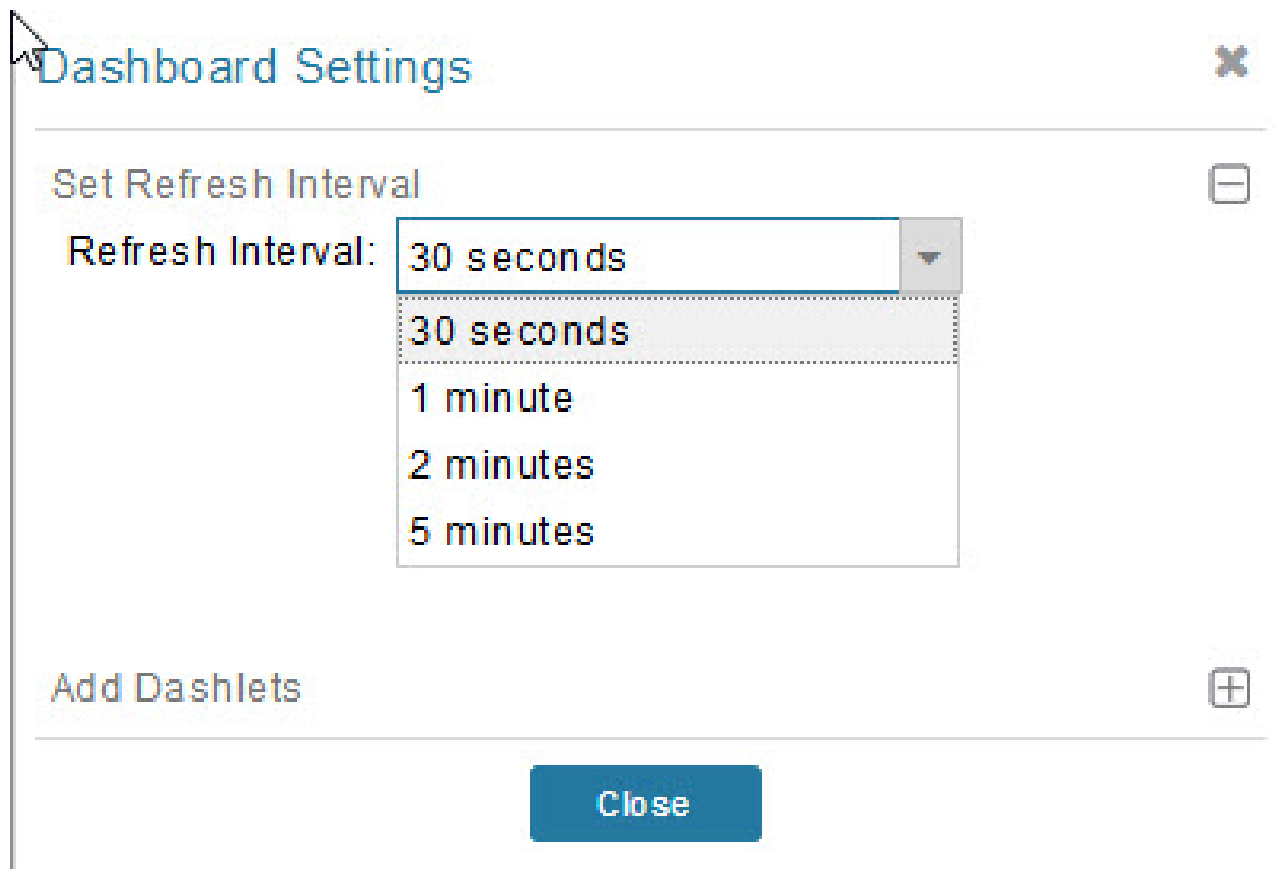 Dashboard Settings
Set Refresh Interval
Refresh Interval: 30 seconds
30 seconds
1 minute
2 minutes
5 minutes
Add Dashlets
Close